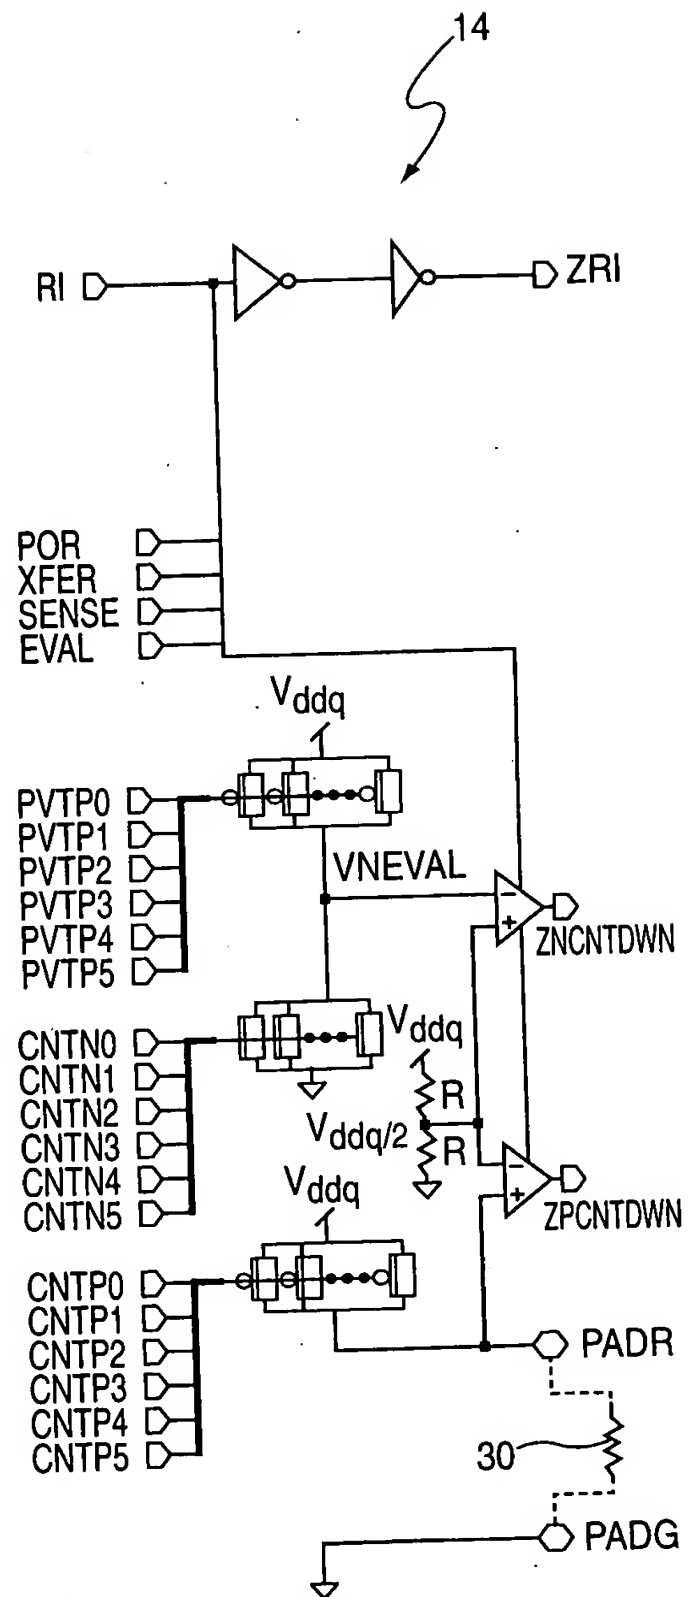 14
RI
ZRI
POR
XFER
SENSE
EVAL
Vddq
PVTP0
PVTP1
PVTP2
PVTP3
PVTP4
PVTP5
VNEVAL
-
+
ZNCNTDWN
CNTN0
CNTN1
CNTN2
CNTN3
CNTN4
CNTN5
Vddq
R
Vddq/2
R
Vddq
-
+
ZPCNTDWN
CNTP0
CNTP1
CNTP2
CNTP3
CNTP4
CNTP5
PADR
30
PADG